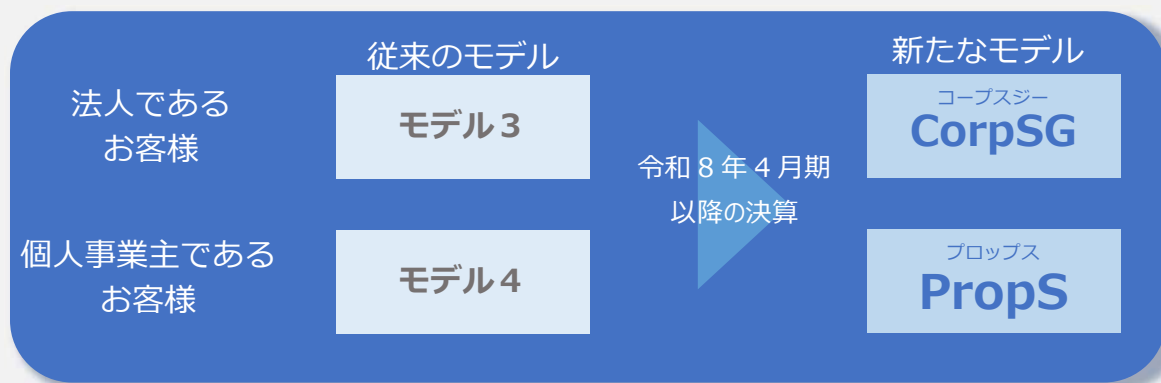 従来のモデル
新たなモデル
法人である
お客様
モデル３
コープスジー
CorpSG
令和８年４月期
以降の決算
個人事業主である
お客様
モデル４
プロップス
PropS